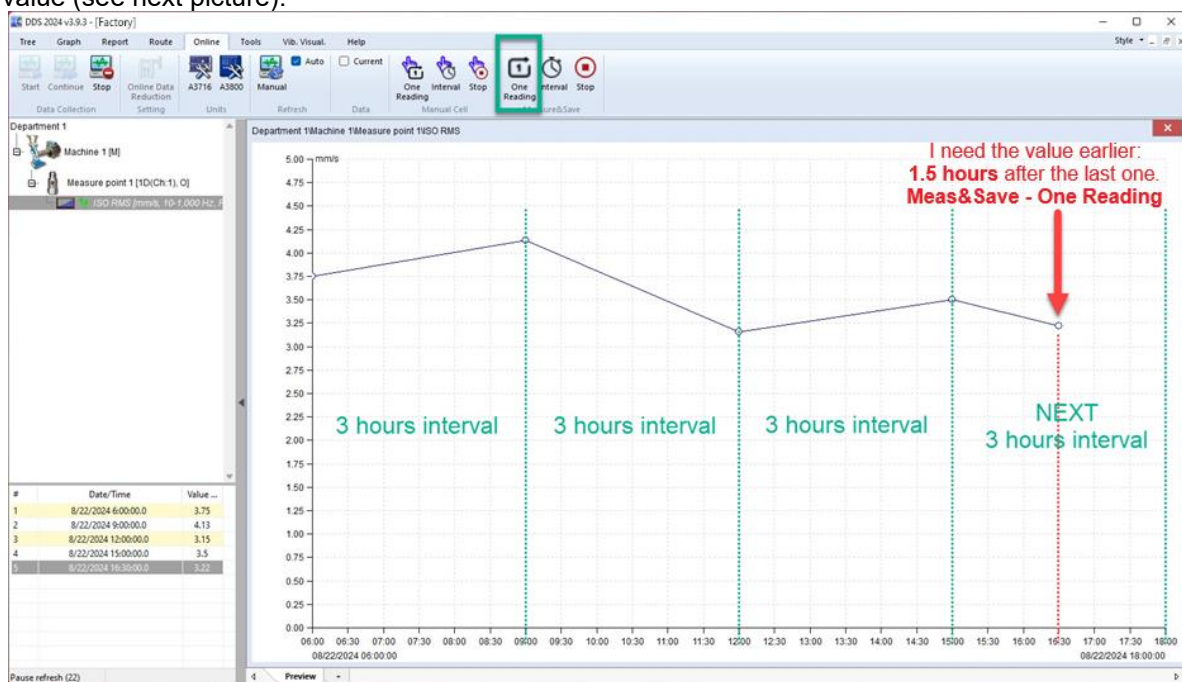 value (see next picture).
DDS 2024 v3.9.3 - [Factory]
Tree Graph Report Route Online Tools Vib. Visual. Help Style
Start Continue Stop Online Data Reduction A3716 A3800 Manual Auto Current One Reading Interval Stop One Reading Interval Stop
Data Collection Setting Units Refresh Data Manual Cell Measure&Save
Department 1
Machine 1 [M]
Measure point 1 [1D(Ch:1), O]
ISO RMS [mm/s, 10-1,000 Hz, F
Department 1\Machine 1\Measure point 1\ISO RMS
I need the value earlier:
1.5 hours after the last one.
Meas&Save - One Reading
5.00 mm/s
4.75
4.50
4.25
4.00
3.75
3.50
3.25
3.00
2.75
2.50
2.25
2.00
1.75
1.50
1.25
1.00
0.75
0.50
0.25
0.00
3 hours interval 3 hours interval 3 hours interval NEXT
3 hours interval
06:00 06:30 07:00 07:30 08:00 08:30 09:00 09:30 10:00 10:30 11:00 11:30 12:00 12:30 13:00 13:30 14:00 14:30 15:00 15:30 16:00 16:30 17:00 17:30 18:00
08/22/2024 06:00:00 08/22/2024 18:00:00
# Date/Time Value ...
1 8/22/2024 6:00:00.0 3.75
2 8/22/2024 9:00:00.0 4.13
3 8/22/2024 12:00:00.0 3.15
4 8/22/2024 15:00:00.0 3.5
5 8/22/2024 16:30:00.0 3.22
Pause refresh (22) Preview +